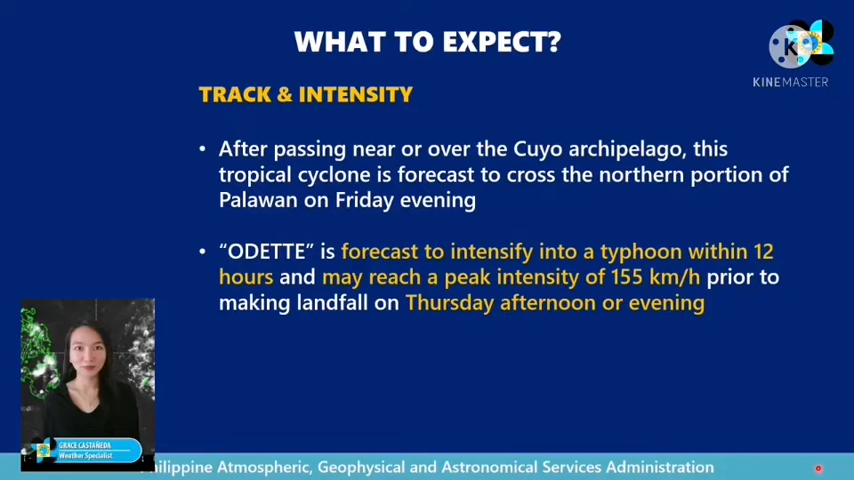 WHAT TO EXPECT?
K
KINEMASTER
TRACK & INTENSITY
• After passing near or over the Cuyo archipelago, this
tropical cyclone is forecast to cross the northern portion of
Palawan on Friday evening
• “ODETTE” is forecast to intensify into a typhoon within 12
hours and may reach a peak intensity of 155 km/h prior to
making landfall on Thursday afternoon or evening
GRACE CASTAÑEDA
Weather Specialist
Philippine Atmospheric, Geophysical and Astronomical Services Administration